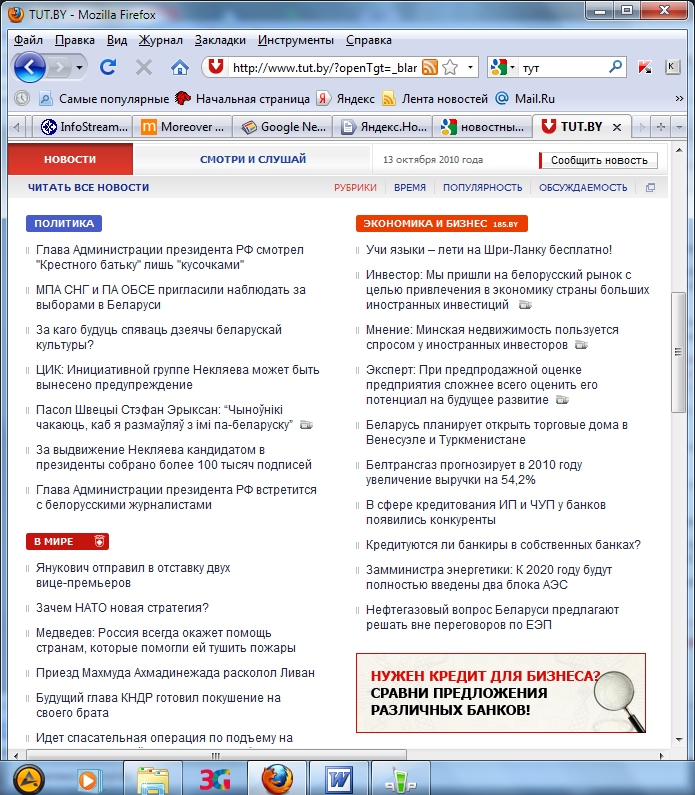 TUT.BY - Mozilla Firefox
Файл Правка Вид Журнал Закладки Инструменты Справка
http://www.tut.by/?openTgt=_blar
тут
Самые популярные Начальная страница Яндекс Лента новостей Mail.Ru »
InfoStream... Moreover ... Google Ne... Яндекс.Но... новостны... TUT.BY
НОВОСТИ СМОТРИ И СЛУШАЙ 13 октября 2010 года Сообщить новость
ЧИТАТЬ ВСЕ НОВОСТИ РУБРИКИ ВРЕМЯ ПОПУЛЯРНОСТЬ ОБСУЖДАЕМОСТЬ
ПОЛИТИКА
Глава Администрации президента РФ смотрел
"Крестного батьку" лишь "кусочками"
МПА СНГ и ПА ОБСЕ пригласили наблюдать за
выборами в Беларуси
За каго будуць спяваць дзеячы беларускай
культуры?
ЦИК: Инициативной группе Некляева может быть
вынесено предупреждение
Пасол Швецыі Стэфан Эрыксан: “Чыноўнікі
чакаюць, каб я размаўляў з імі па-беларуску”
За выдвижение Некляева кандидатом в
президенты собрано более 100 тысяч подписей
Глава Администрации президента РФ встретится
с белорусскими журналистами
В МИРЕ
Янукович отправил в отставку двух
вице-премьеров
Зачем НАТО новая стратегия?
Медведев: Россия всегда окажет помощь
странам, которые помогли ей тушить пожары
Приезд Махмуда Ахмадинежада расколол Ливан
Будущий глава КНДР готовил покушение на
своего брата
Идет спасательная операция по подъему на
ЭКОНОМИКА И БИЗНЕС 185.BY
Учи языки – лети на Шри-Ланку бесплатно!
Инвестор: Мы пришли на белорусский рынок с
целью привлечения в экономику страны больших
иностранных инвестиций
Мнение: Минская недвижимость пользуется
спросом у иностранных инвесторов
Эксперт: При предпродажной оценке
предприятия сложнее всего оценить его
потенциал на будущее развитие
Беларусь планирует открыть торговые дома в
Венесуэле и Туркменистане
Белтрансгаз прогнозирует в 2010 году
увеличение выручки на 54,2%
В сфере кредитования ИП и ЧУП у банков
появились конкуренты
Кредитуются ли банкиры в собственных банках?
Замминистра энергетики: К 2020 году будут
полностью введены два блока АЭС
Нефтегазовый вопрос Беларуси предлагают
решать вне переговоров по ЕЭП
НУЖЕН КРЕДИТ ДЛЯ БИЗНЕСА?
СРАВНИ ПРЕДЛОЖЕНИЯ
РАЗЛИЧНЫХ БАНКОВ!